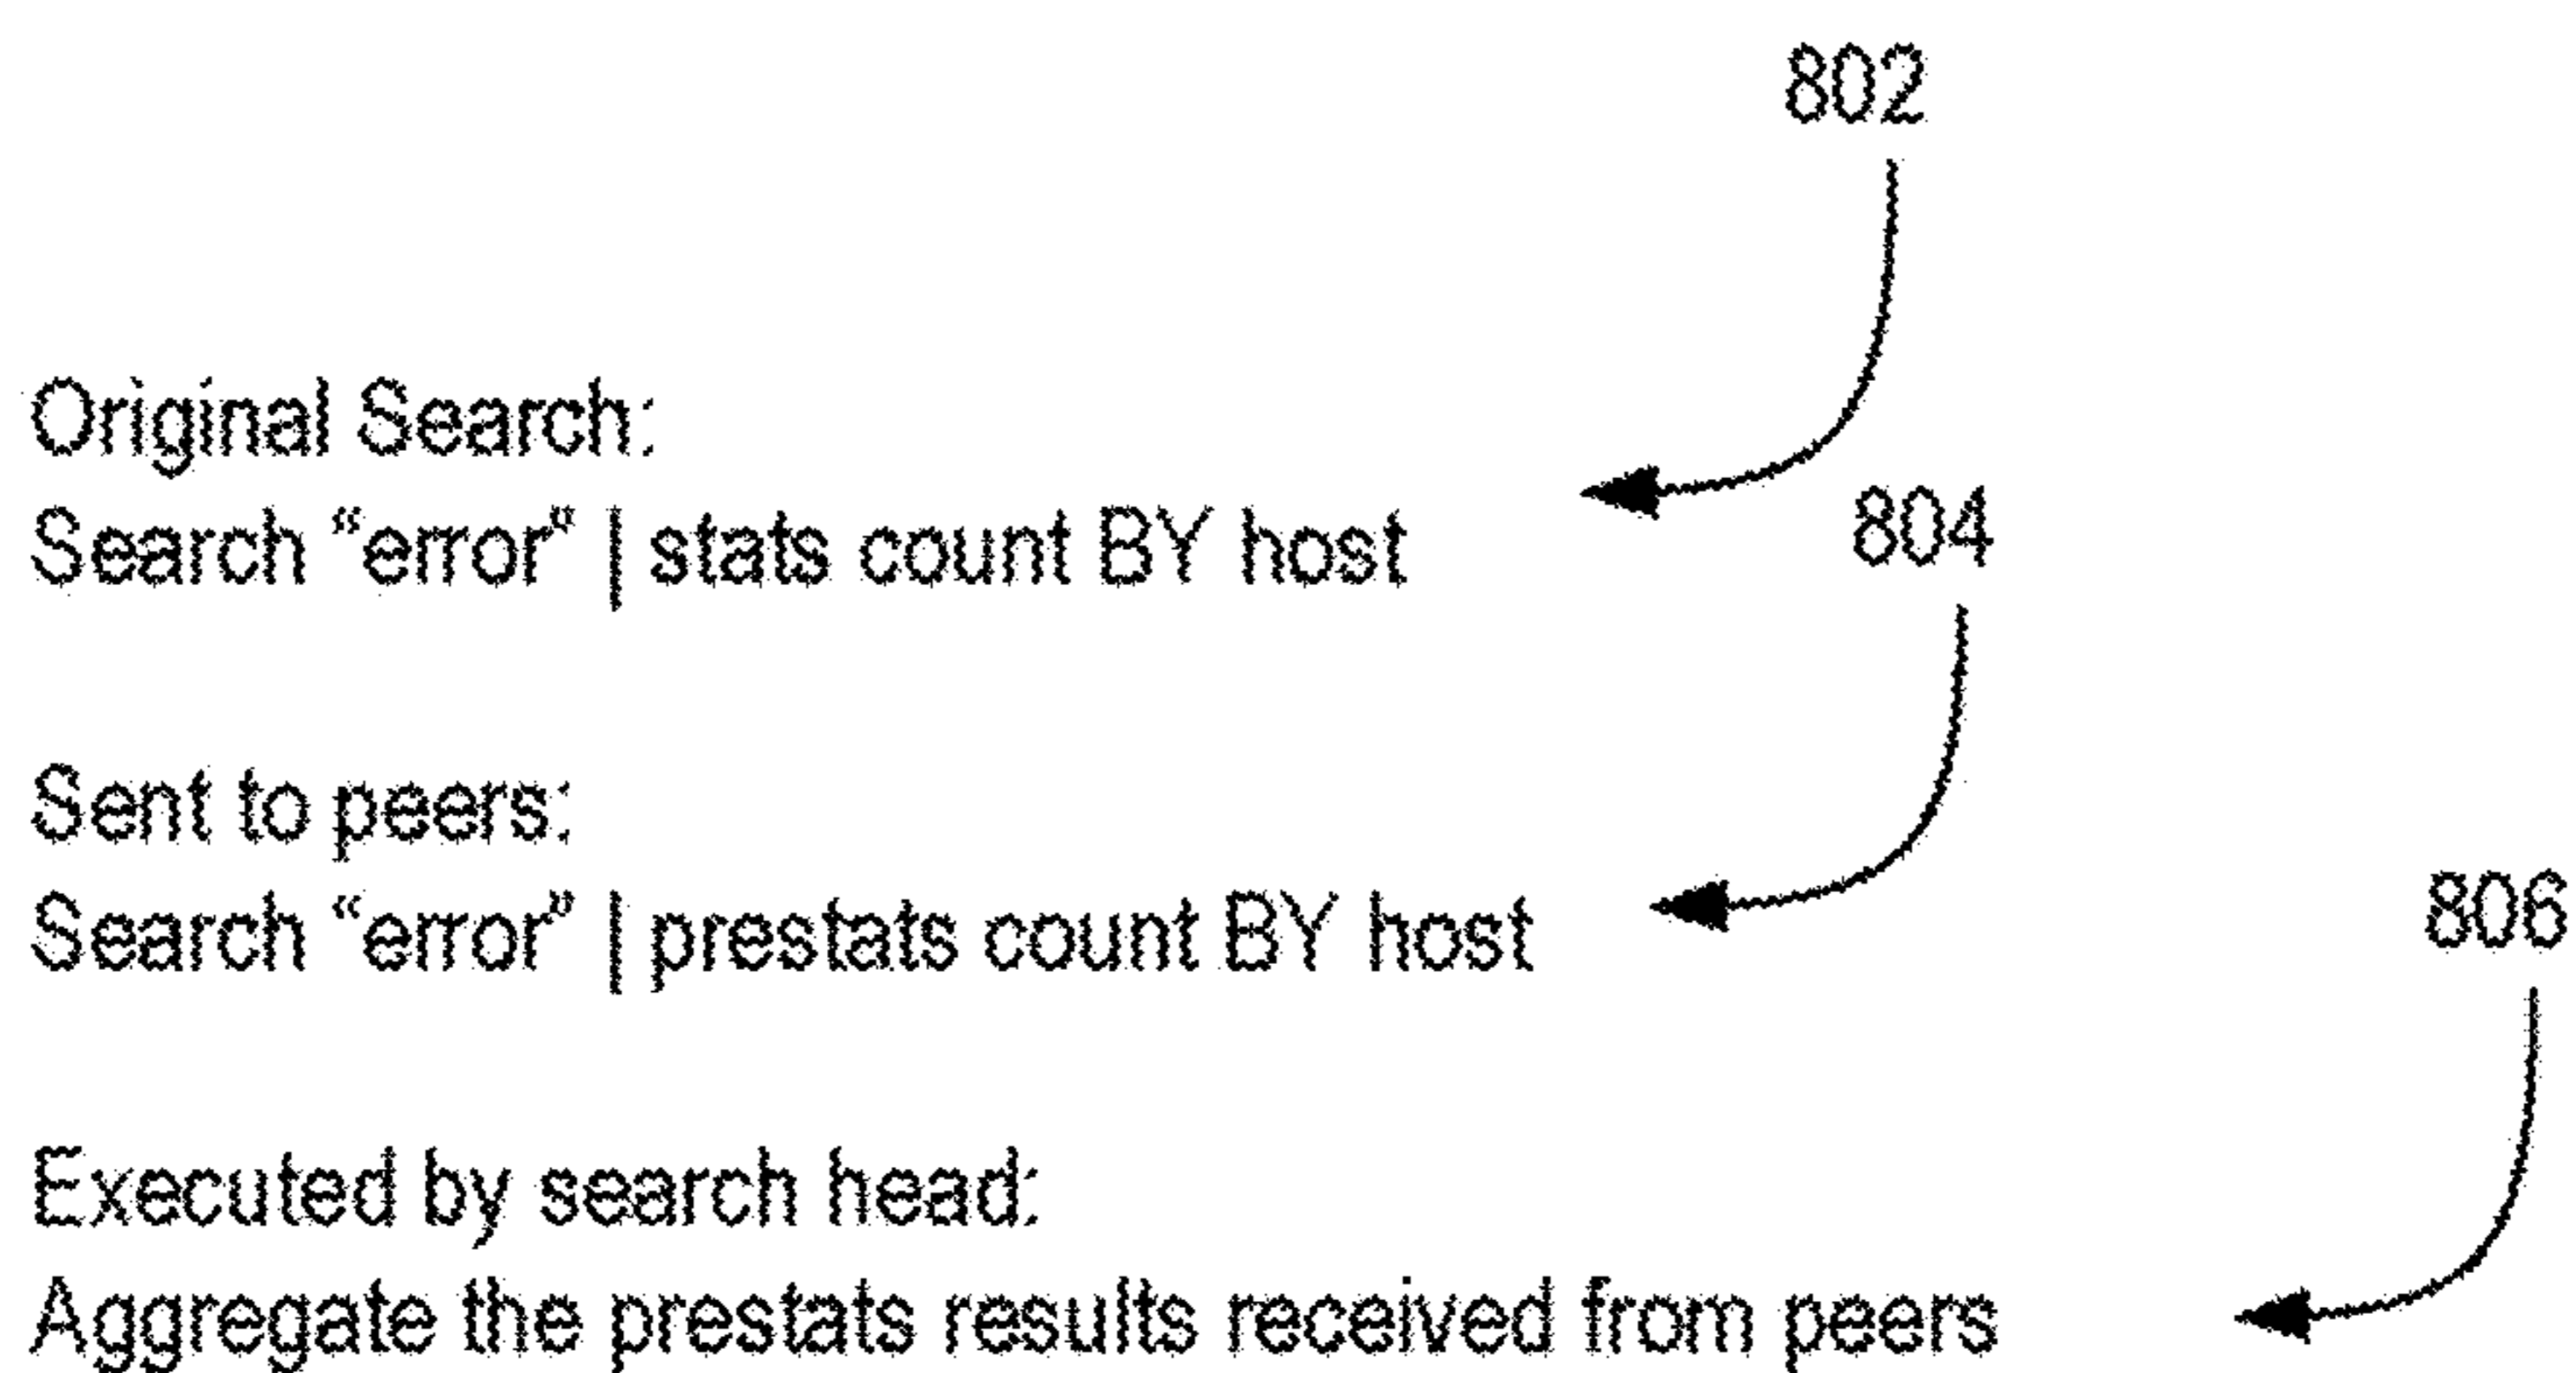 802
Original Search:
Search “error” | stats count BY host
804
Sent to peers:
Search “error” | prestats count BY host
806
Executed by search head:
Aggregate the prestats results received from peers